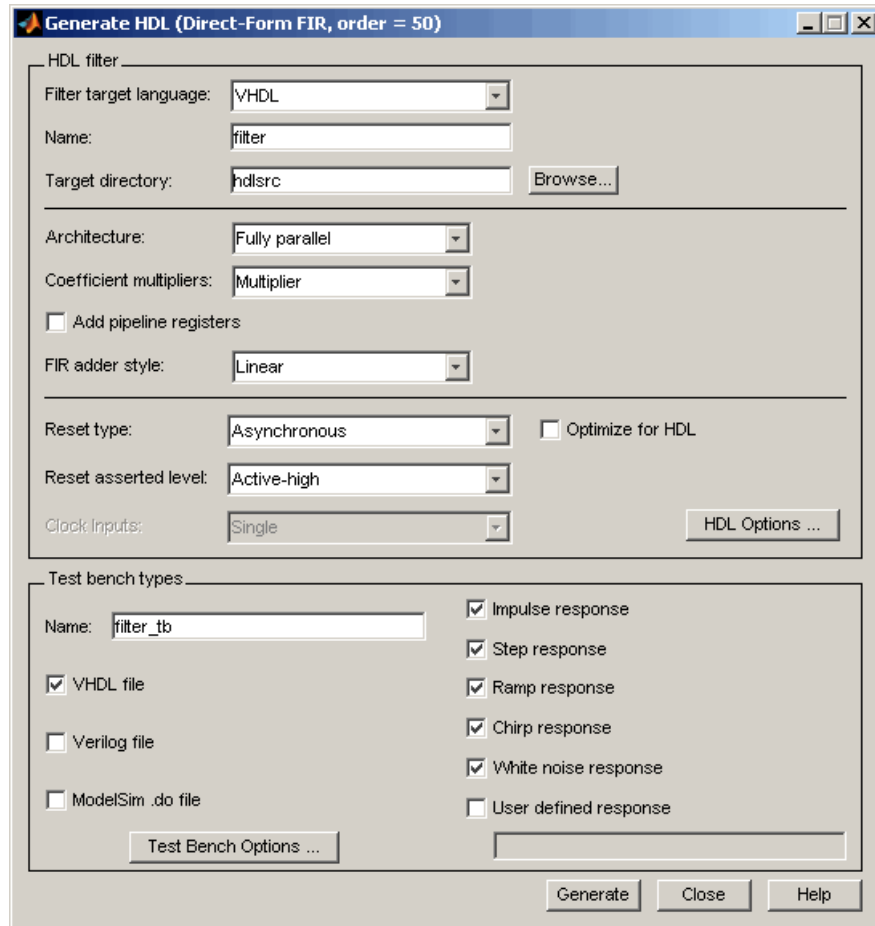 Generate HDL (Direct-Form FIR, order = 50)
HDL filter
Filter target language: VHDL
Name: filter
Target directory: hdlsrc Browse...
Architecture: Fully parallel
Coefficient multipliers: Multiplier
Add pipeline registers
FIR adder style: Linear
Reset type: Asynchronous Optimize for HDL
Reset asserted level: Active-high
Clock Inputs: Single HDL Options ...
Test bench types
Name: filter_tb
VHDL file
Verilog file
ModelSim .do file
Test Bench Options ...
Impulse response
Step response
Ramp response
Chirp response
White noise response
User defined response
Generate Close Help